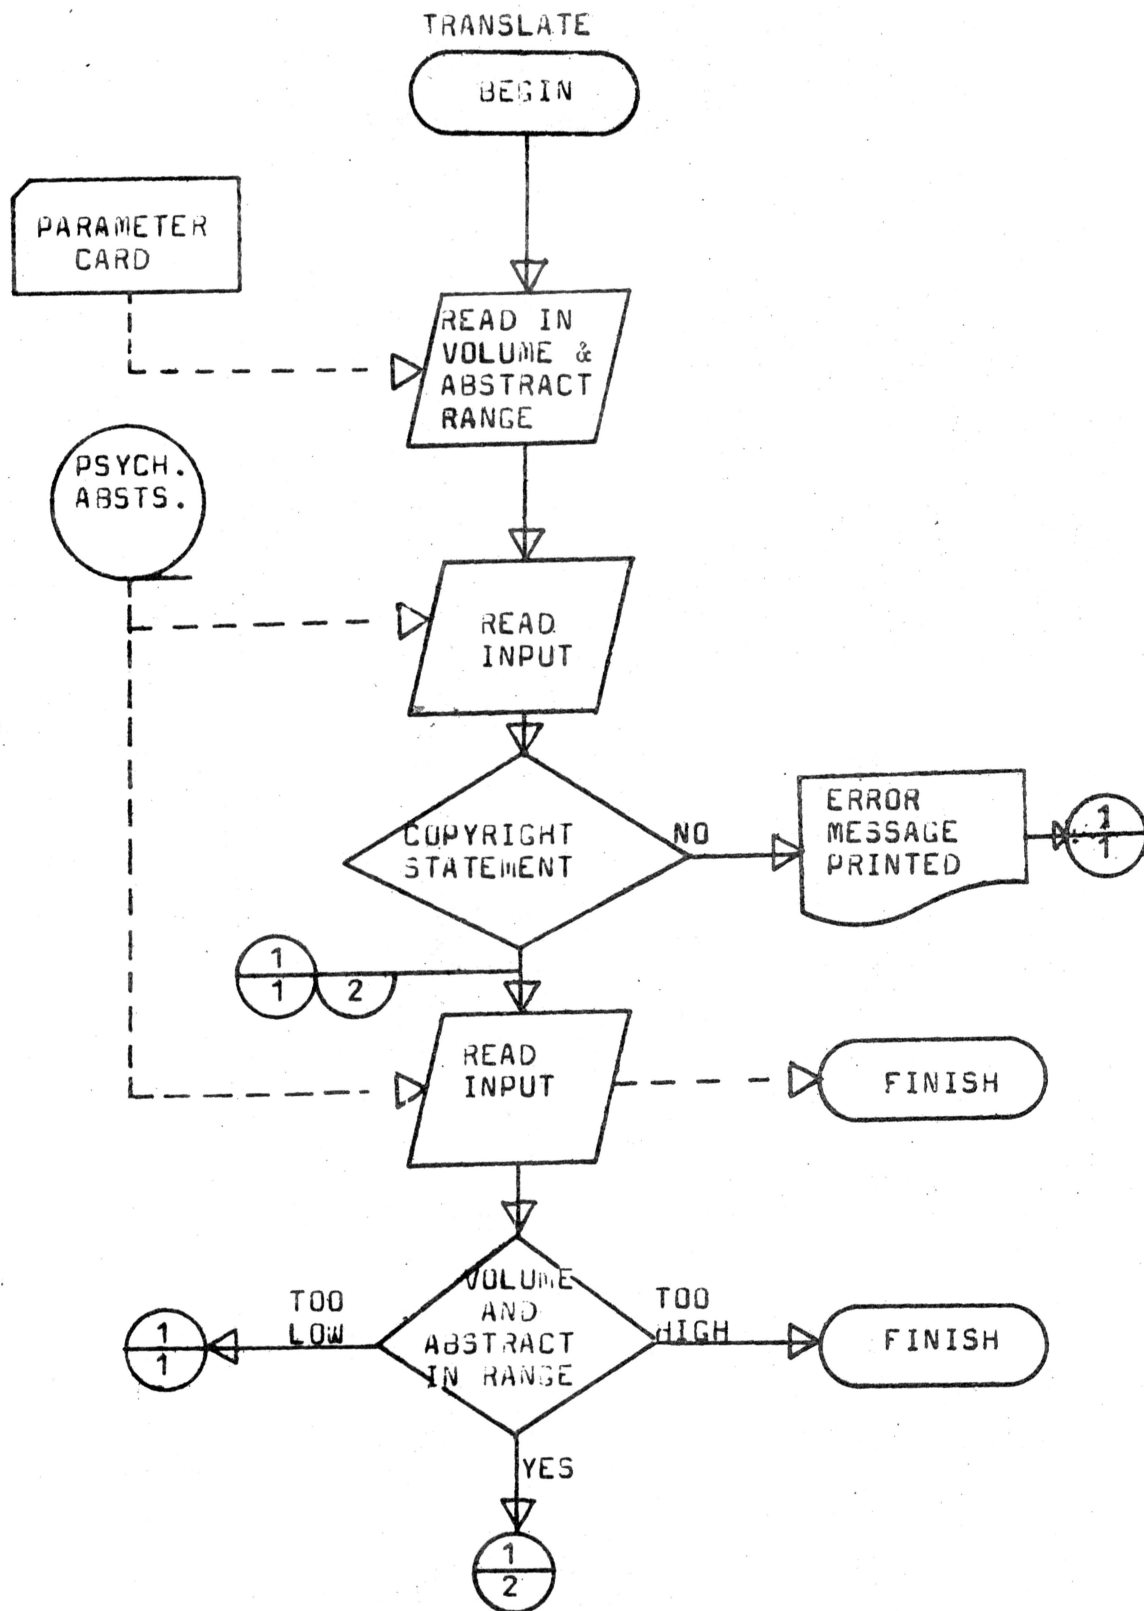 TRANSLATE
BEGIN
PARAMETER
CARD
READ IN
VOLUME &
ABSTRACT
RANGE
PSYCH.
ABSTS.
READ
INPUT
COPYRIGHT
STATEMENT
NO
ERROR
MESSAGE
PRINTED
1
1
1
1
2
READ
INPUT
FINISH
VOLUME
AND
ABSTRACT
IN RANGE
TOO
LOW
1
1
TOO
HIGH
FINISH
YES
1
2